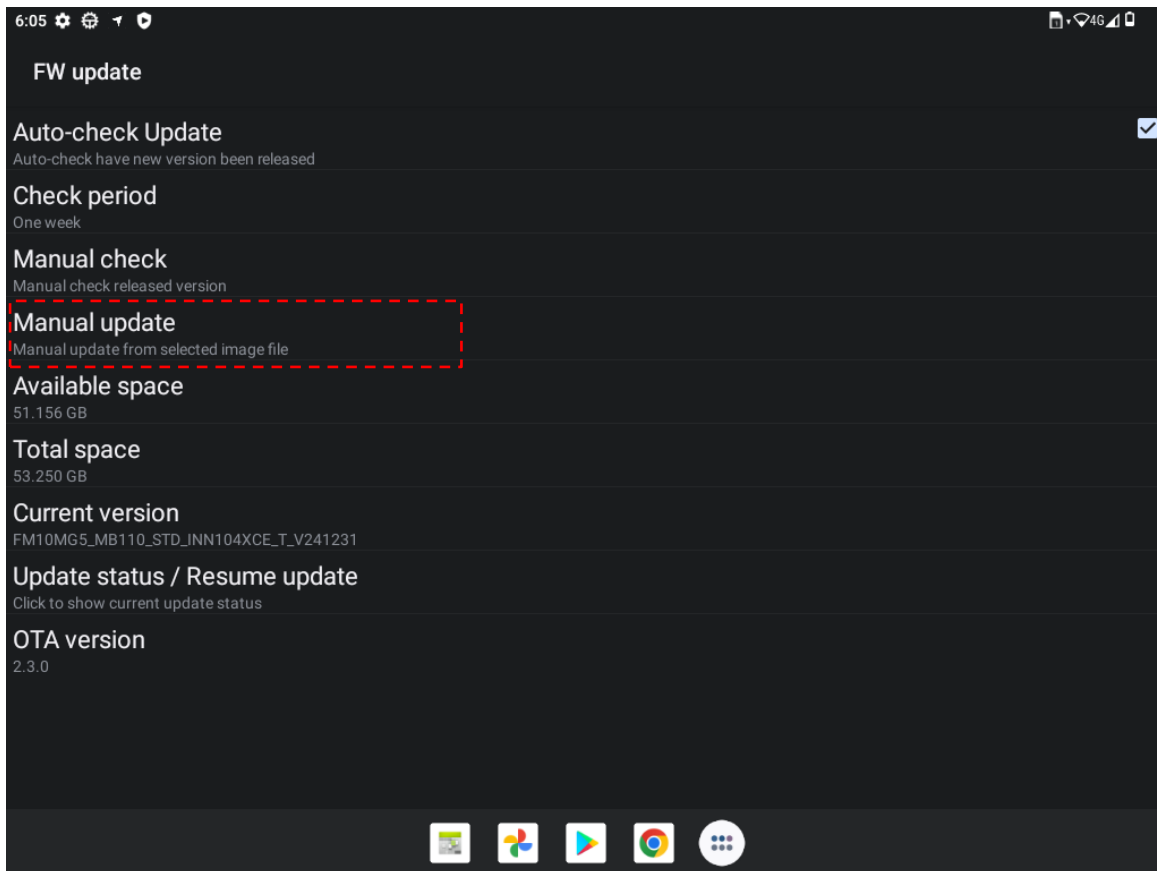 6:05
4G
FW update
Auto-check Update
Auto-check have new version been released
Check period
One week
Manual check
Manual check released version
Manual update
Manual update from selected image file
Available space
51.156 GB
Total space
53.250 GB
Current version
FM10MG5_MB110_STD_INN104XCE_T_V241231
Update status / Resume update
Click to show current update status
OTA version
2.3.0